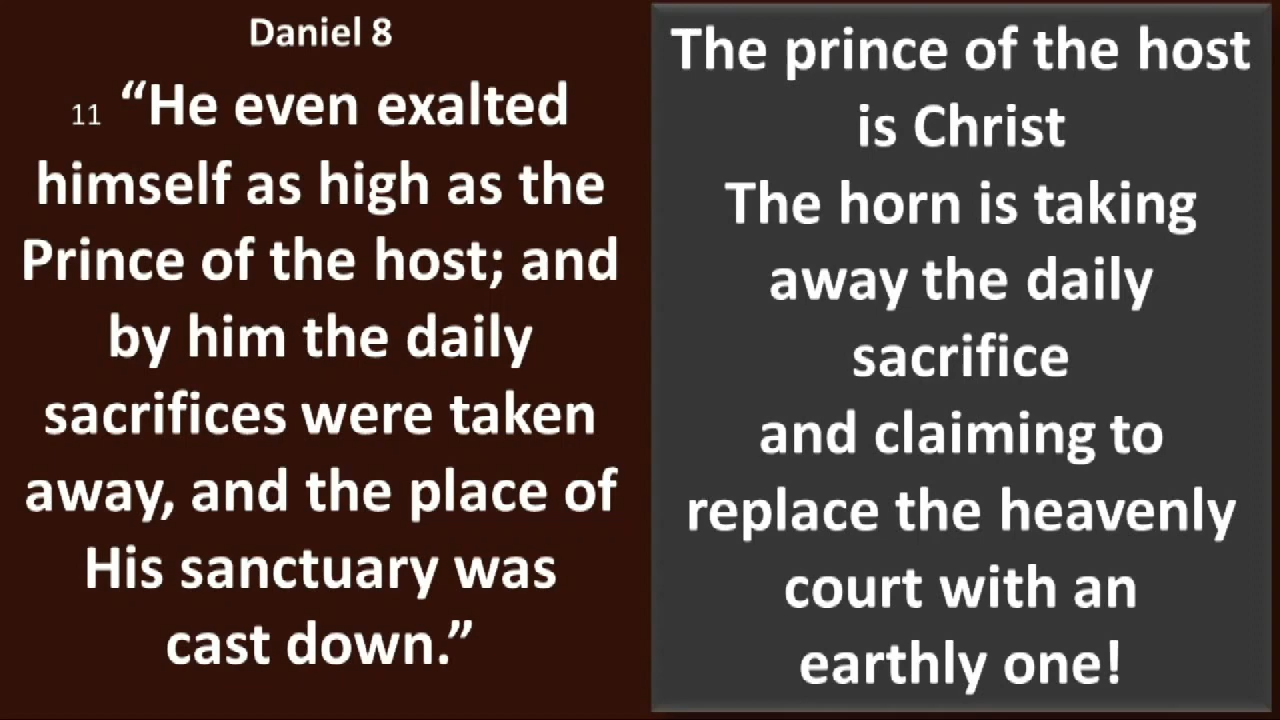 Daniel 8
11 “He even exalted
himself as high as the
Prince of the host; and
by him the daily
sacrifices were taken
away, and the place of
His sanctuary was
cast down.”
The prince of the host
is Christ
The horn is taking
away the daily
sacrifice
and claiming to
replace the heavenly
court with an
earthly one!